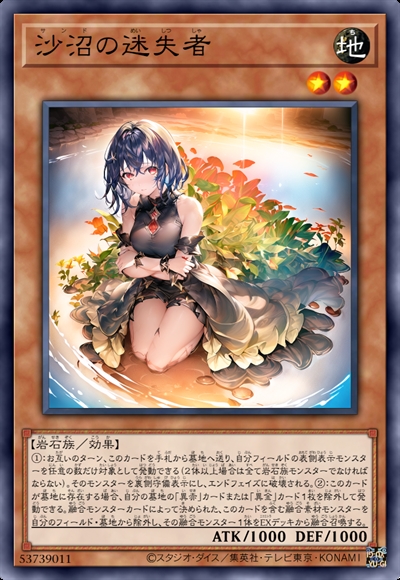 サンド めいしつしゃ
沙沼の迷失者
地
【岩石族／効果】
①：お互いのターン、このカードを手札から墓地へ送り、自分フィールドの表側表示モンスタ
ーを任意の数だけ対象として発動できる（２体以上場合は全て岩石族モンスターでなければ
ならない）。そのモンスターを裏側守備表示にし、エンドフェイズに破壊される。②：このカード
が墓地に存在する場合、自分の墓地の「異亜」カードまたは「異金」カード１枚を除外して発
動できる。融合モンスターカードによって決められた、このカードを含む融合素材モンスターを
自分のフィールド・墓地から除外し、その融合モンスター１体をEXデッキから融合召喚する。
ATK/1000 DEF/1000
53739011
©スタジオ・ダイス／集英社・テレビ東京・KONAMI